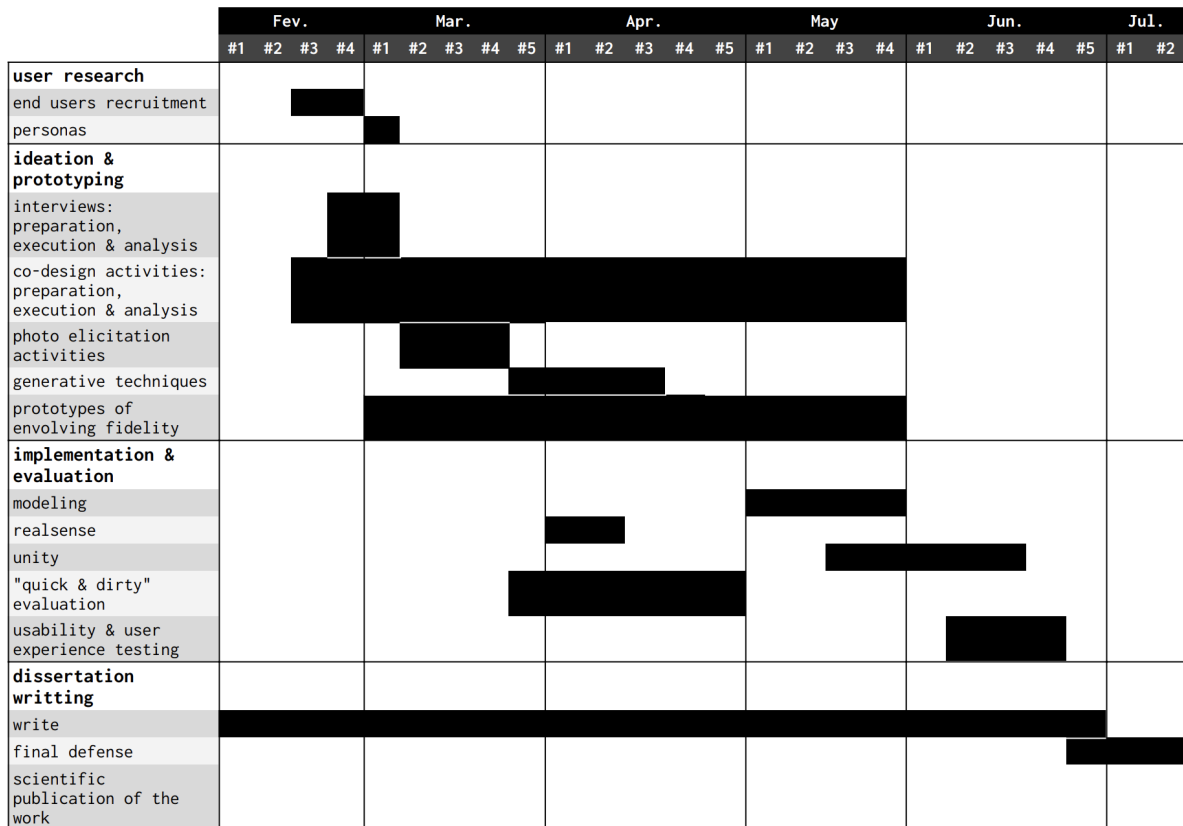 Fev. Mar. Apr. May Jun. Jul.
#1 #2 #3 #4 #1 #2 #3 #4 #5 #1 #2 #3 #4 #5 #1 #2 #3 #4 #1 #2 #3 #4 #5 #1 #2
user research
end users recruitment
personas
ideation &
prototyping
interviews:
preparation,
execution & analysis
co-design activities:
preparation,
execution & analysis
photo elicitation
activities
generative techniques
prototypes of
envolving fidelity
implementation &
evaluation
modeling
realsense
unity
"quick & dirty"
evaluation
usability & user
experience testing
dissertation
writting
write
final defense
scientific
publication of the
work